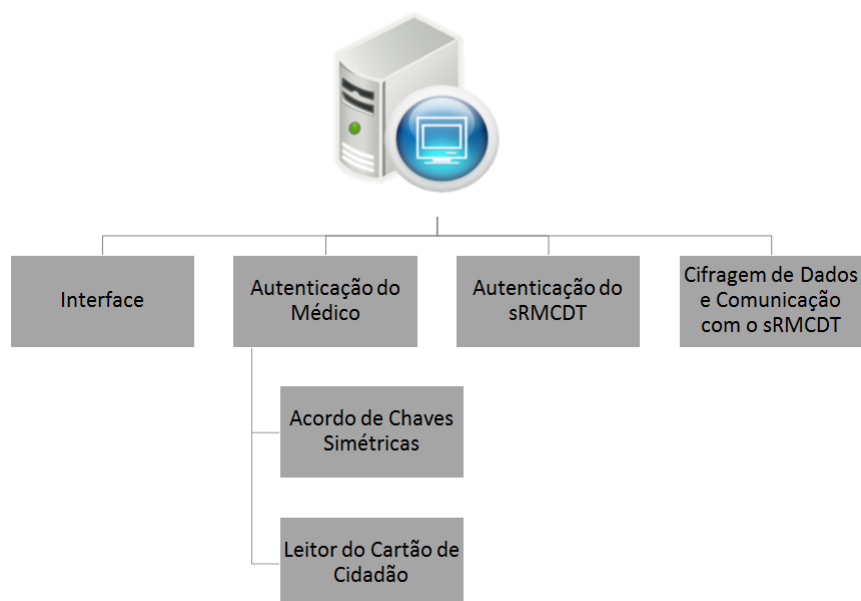 Interface
Autenticação do
Médico
Autenticação do
sRMCDT
Cifragem de Dados
e Comunicação
com o sRMCDT
Acordo de Chaves
Simétricas
Leitor do Cartão de
Cidadão